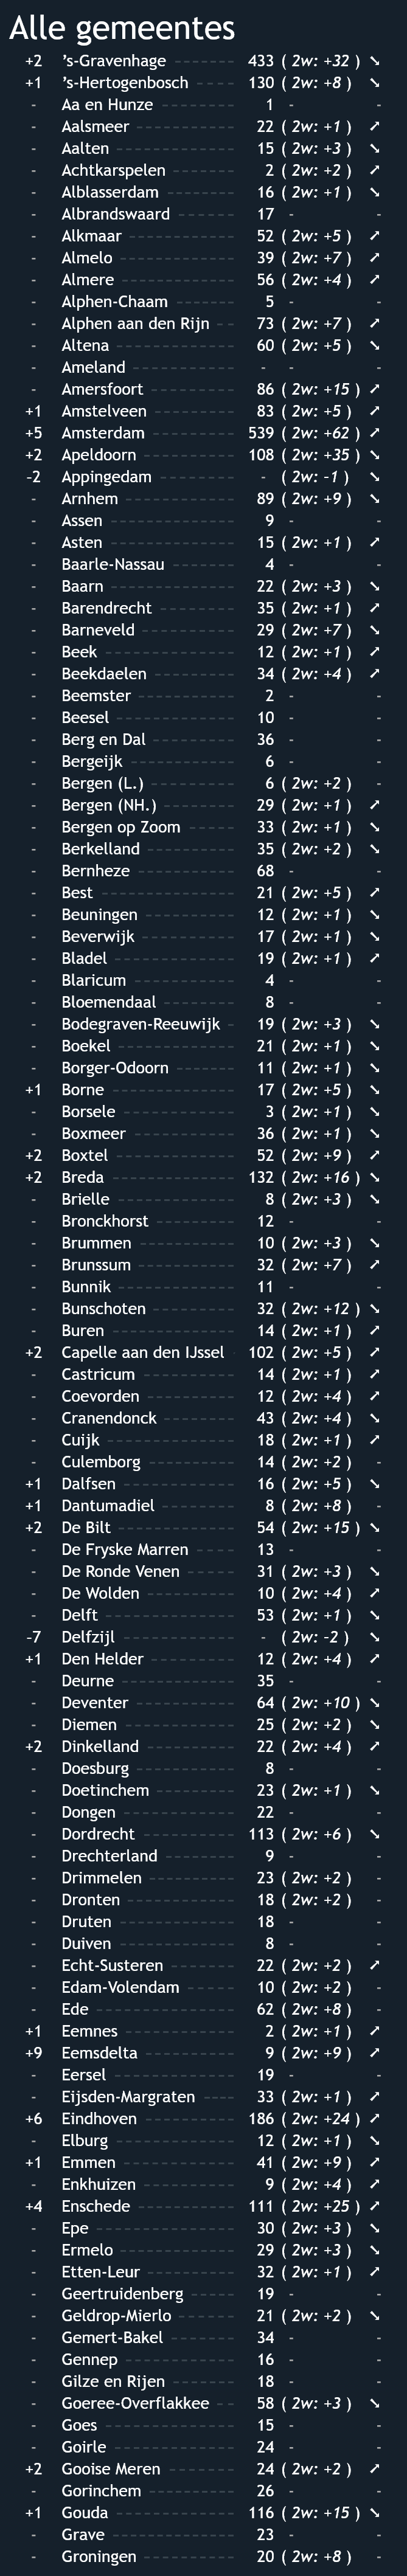 Alle gemeentes
+2 's-Gravenhage 433 ( 2w: +32 ) ↘
+1 's-Hertogenbosch 130 ( 2w: +8 ) ↘
- Aa en Hunze 1 - -
- Aalsmeer 22 ( 2w: +1 ) ↗
- Aalten 15 ( 2w: +3 ) ↘
- Achtkarspelen 2 ( 2w: +2 ) ↗
- Alblasserdam 16 ( 2w: +1 ) ↘
- Albrandswaard 17 - -
- Alkmaar 52 ( 2w: +5 ) ↗
- Almelo 39 ( 2w: +7 ) ↗
- Almere 56 ( 2w: +4 ) ↗
- Alphen-Chaam 5 - -
- Alphen aan den Rijn 73 ( 2w: +7 ) ↗
- Altena 60 ( 2w: +5 ) ↘
- Ameland - - -
- Amersfoort 86 ( 2w: +15 ) ↗
+1 Amstelveen 83 ( 2w: +5 ) ↗
+5 Amsterdam 539 ( 2w: +62 ) ↗
+2 Apeldoorn 108 ( 2w: +35 ) ↘
-2 Appingedam - ( 2w: -1 ) ↘
- Arnhem 89 ( 2w: +9 ) ↘
- Assen 9 - -
- Asten 15 ( 2w: +1 ) ↗
- Baarle-Nassau 4 - -
- Baarn 22 ( 2w: +3 ) ↘
- Barendrecht 35 ( 2w: +1 ) ↗
- Barneveld 29 ( 2w: +7 ) ↘
- Beek 12 ( 2w: +1 ) ↗
- Beekdaelen 34 ( 2w: +4 ) ↗
- Beemster 2 - -
- Beesel 10 - -
- Berg en Dal 36 - -
- Bergeijk 6 - -
- Bergen (L.) 6 ( 2w: +2 ) -
- Bergen (NH.) 29 ( 2w: +1 ) ↗
- Bergen op Zoom 33 ( 2w: +1 ) ↘
- Berkelland 35 ( 2w: +2 ) ↘
- Bernheze 68 - -
- Best 21 ( 2w: +5 ) ↗
- Beuningen 12 ( 2w: +1 ) ↘
- Beverwijk 17 ( 2w: +1 ) ↘
- Bladel 19 ( 2w: +1 ) ↗
- Blaricum 4 - -
- Bloemendaal 8 - -
- Bodegraven-Reeuwijk 19 ( 2w: +3 ) ↘
- Boekel 21 ( 2w: +1 ) ↘
- Borger-Odoorn 11 ( 2w: +1 ) ↘
+1 Borne 17 ( 2w: +5 ) ↘
- Borsele 3 ( 2w: +1 ) ↘
- Boxmeer 36 ( 2w: +1 ) ↘
+2 Boxtel 52 ( 2w: +9 ) ↗
+2 Breda 132 ( 2w: +16 ) ↘
- Brielle 8 ( 2w: +3 ) ↘
- Bronckhorst 12 - -
- Brummen 10 ( 2w: +3 ) ↘
- Brunssum 32 ( 2w: +7 ) ↗
- Bunnik 11 - -
- Bunschoten 32 ( 2w: +12 ) ↘
- Buren 14 ( 2w: +1 ) ↗
+2 Capelle aan den IJssel 102 ( 2w: +5 ) ↗
- Castricum 14 ( 2w: +1 ) ↗
- Coevorden 12 ( 2w: +4 ) ↗
- Cranendonck 43 ( 2w: +4 ) ↘
- Cuijk 18 ( 2w: +1 ) ↗
- Culemborg 14 ( 2w: +2 ) -
+1 Dalfsen 16 ( 2w: +5 ) ↘
+1 Dantumadiel 8 ( 2w: +8 ) -
+2 De Bilt 54 ( 2w: +15 ) ↘
- De Fryske Marren 13 - -
- De Ronde Venen 31 ( 2w: +3 ) ↘
- De Wolden 10 ( 2w: +4 ) ↗
- Delft 53 ( 2w: +1 ) ↘
-7 Delfzijl - ( 2w: -2 ) ↘
+1 Den Helder 12 ( 2w: +4 ) ↗
- Deurne 35 - -
- Deventer 64 ( 2w: +10 ) ↘
- Diemen 25 ( 2w: +2 ) ↘
+2 Dinkelland 22 ( 2w: +4 ) ↗
- Doesburg 8 - -
- Doetinchem 23 ( 2w: +1 ) ↘
- Dongen 22 - -
- Dordrecht 113 ( 2w: +6 ) ↘
- Drechterland 9 - -
- Drimmelen 23 ( 2w: +2 ) -
- Dronten 18 ( 2w: +2 ) -
- Druten 18 - -
- Duiven 8 - -
- Echt-Susteren 22 ( 2w: +2 ) ↗
- Edam-Volendam 10 ( 2w: +2 ) -
- Ede 62 ( 2w: +8 ) -
+1 Eemnes 2 ( 2w: +1 ) ↗
+9 Eemsdelta 9 ( 2w: +9 ) ↗
- Eersel 19 - -
- Eijsden-Margraten 33 ( 2w: +1 ) ↗
+6 Eindhoven 186 ( 2w: +24 ) ↗
- Elburg 12 ( 2w: +1 ) ↘
+1 Emmen 41 ( 2w: +9 ) ↗
- Enkhuizen 9 ( 2w: +4 ) ↗
+4 Enschede 111 ( 2w: +25 ) ↗
- Epe 30 ( 2w: +3 ) ↘
- Ermelo 29 ( 2w: +3 ) ↘
- Etten-Leur 32 ( 2w: +1 ) ↗
- Geertruidenberg 19 - -
- Geldrop-Mierlo 21 ( 2w: +2 ) ↘
- Gemert-Bakel 34 - -
- Gennep 16 - -
- Gilze en Rijen 18 - -
- Goeree-Overflakkee 58 ( 2w: +3 ) ↘
- Goes 15 - -
- Goirle 24 - -
+2 Gooise Meren 24 ( 2w: +2 ) ↗
- Gorinchem 26 - -
+1 Gouda 116 ( 2w: +15 ) ↘
- Grave 23 - -
- Groningen 20 ( 2w: +8 ) -